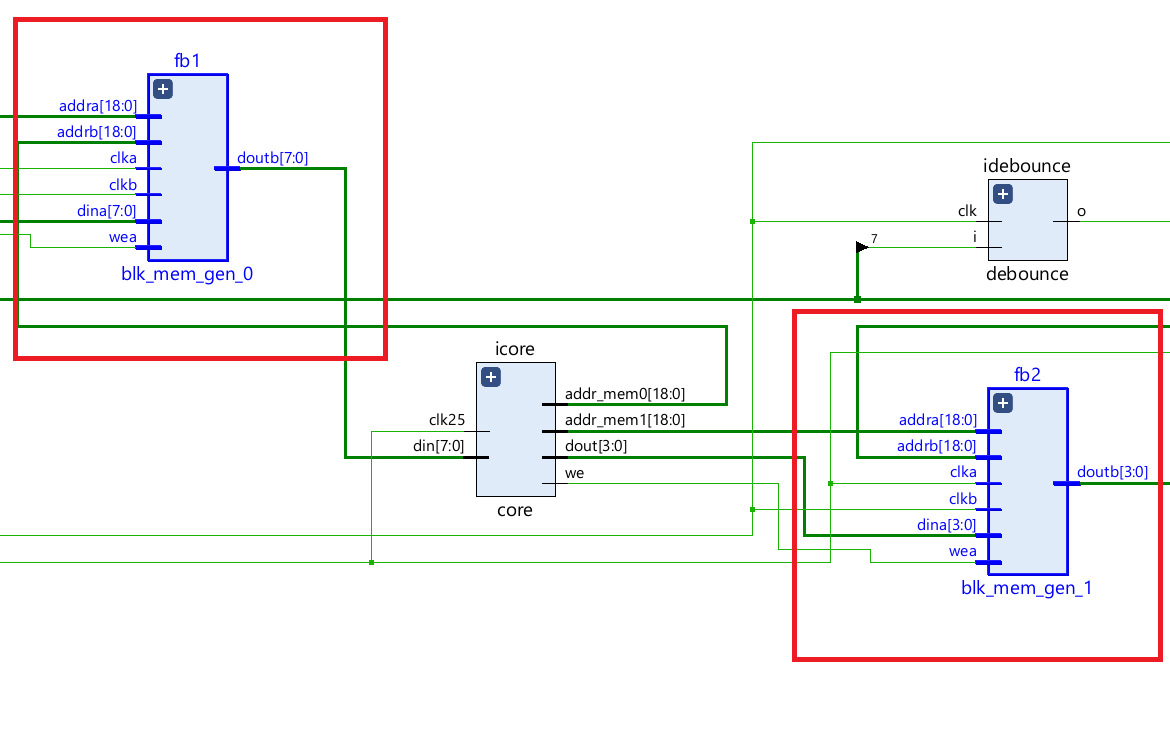 fb1
addra[18:0]
addrb[18:0]
clka
clkb
dina[7:0]
wea
doutb[7:0]
blk_mem_gen_0
idebounce
clk
i
o
7
debounce
icore
clk25
din[7:0]
addr_mem0[18:0]
addr_mem1[18:0]
dout[3:0]
we
core
fb2
addra[18:0]
addrb[18:0]
clka
clkb
dina[3:0]
wea
doutb[3:0]
blk_mem_gen_1